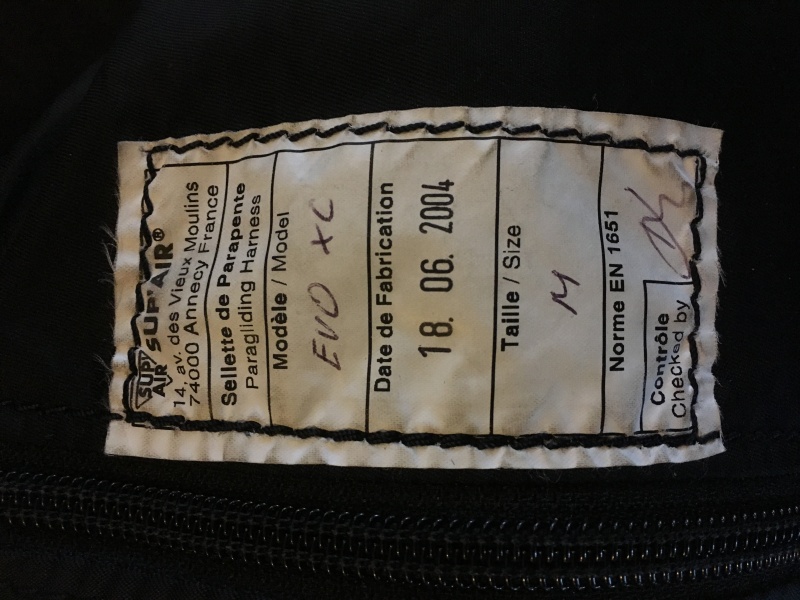 SUP'AIR SUP'AIR®
14, av. des Vieux Moulins
74000 Annecy France
Sellette de Parapente
Paragliding Harness
Modèle / Model
EVO XC
Date de Fabrication
18. 06. 2004
Taille / Size
M
Norme EN 1651
Contrôle
Checked by